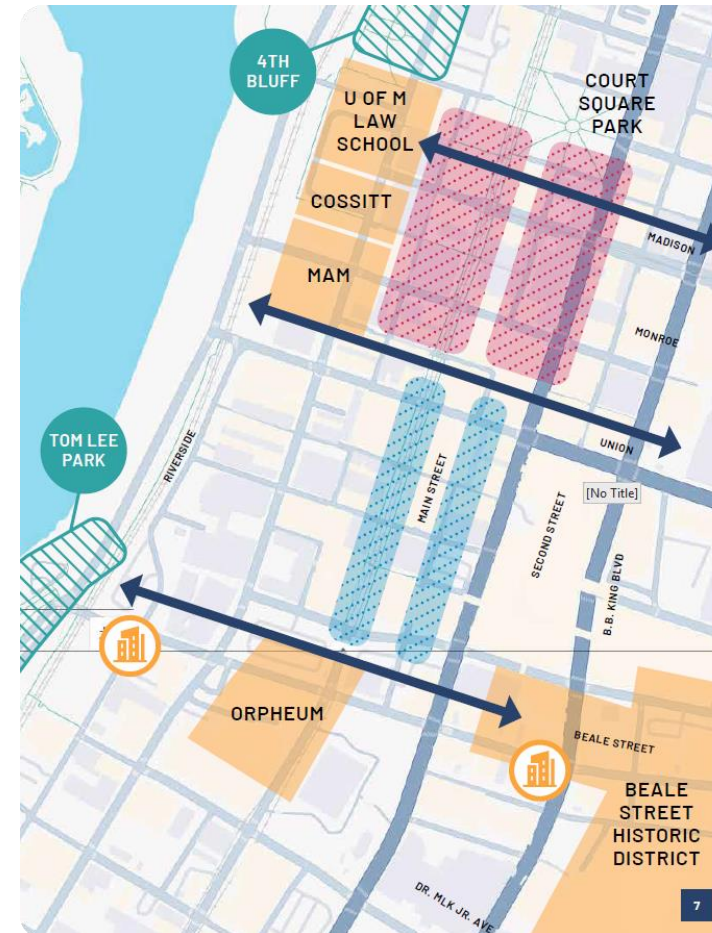 4TH
BLUFF
COURT
SQUARE
PARK
U OF M
LAW
SCHOOL
COSSITT
MADISON
MAM
MONROE
TOM LEE
PARK
RIVERSIDE
UNION
MAIN STREET
[No Title]
SECOND STREET
B.B. KING BLVD
ORPHEUM
BEALE STREET
BEALE
STREET
HISTORIC
DISTRICT
DR. MLK JR. AVE
7